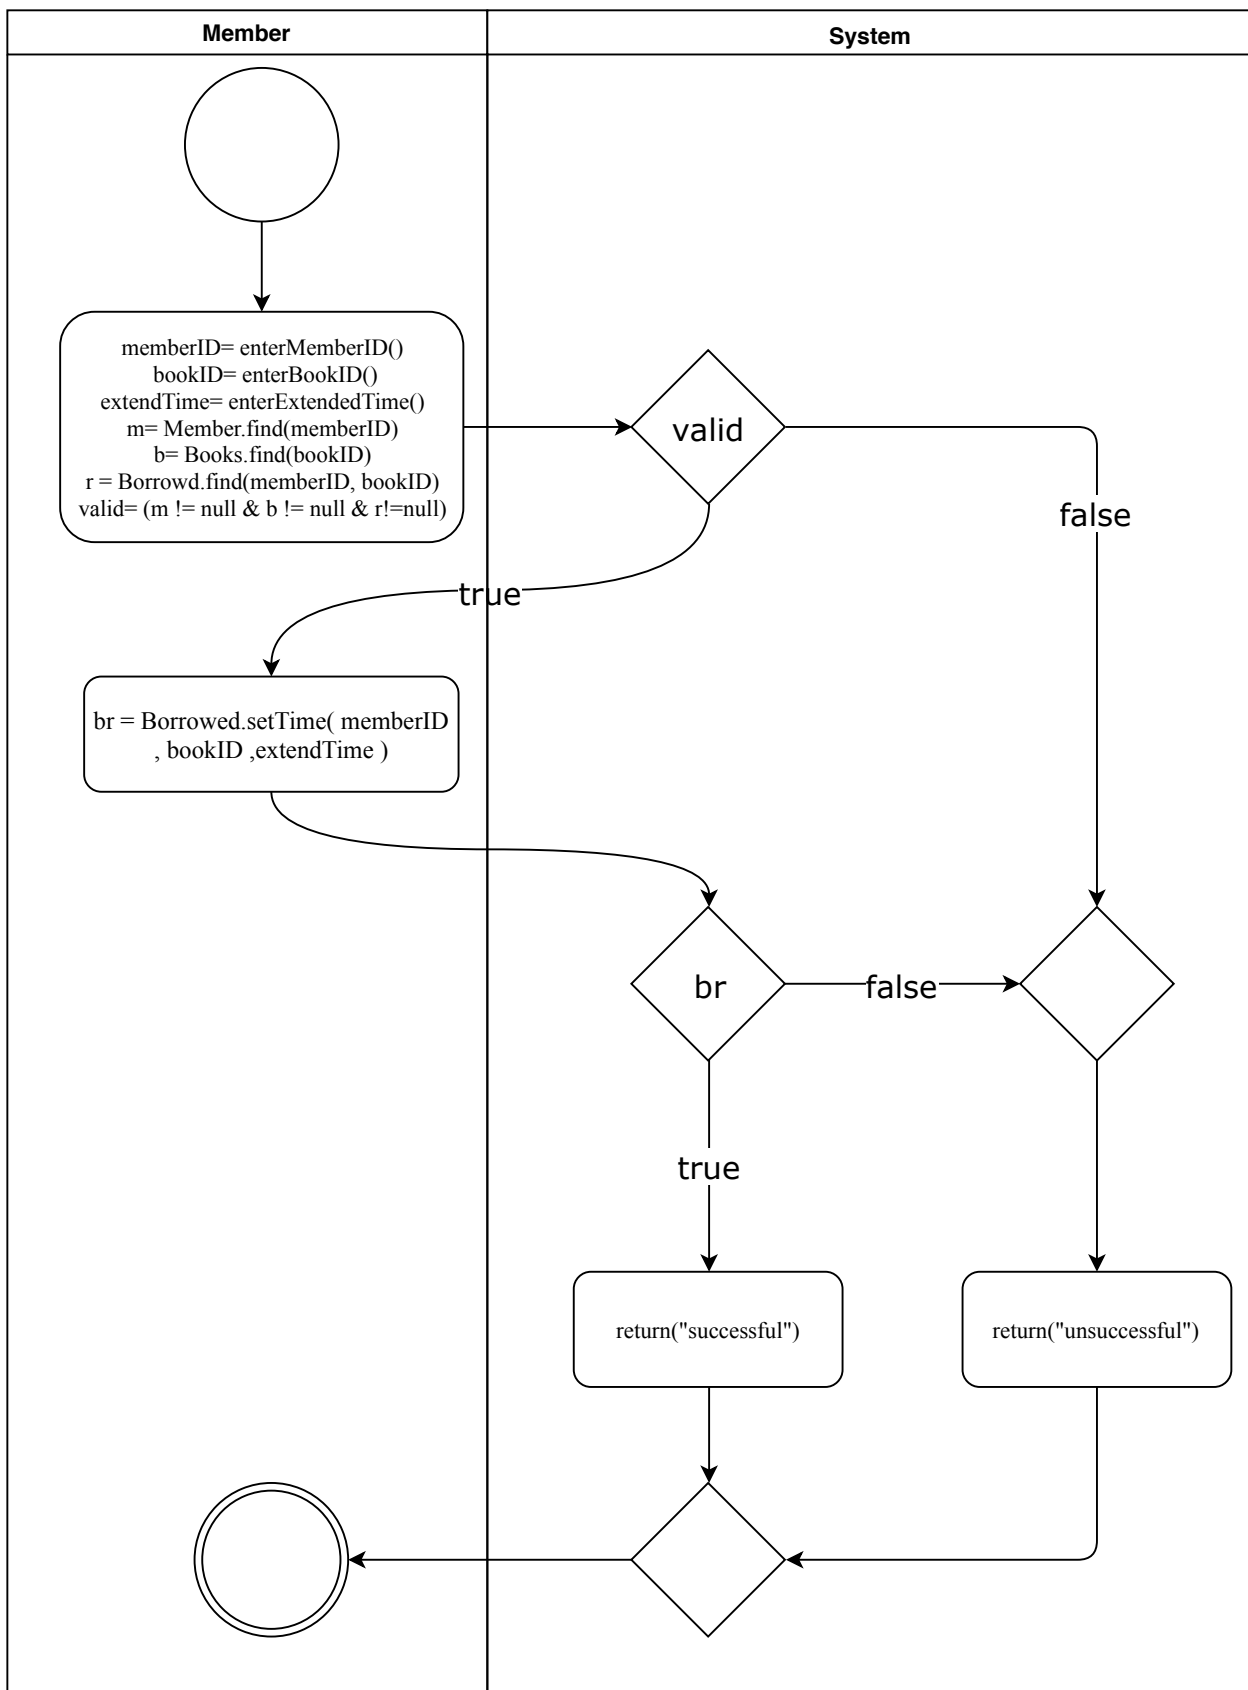 Member
System
memberID= enterMemberID()
bookID= enterBookID()
extendTime= enterExtendedTime()
m= Member.find(memberID)
b= Books.find(bookID)
r = Borrowd.find(memberID, bookID)
valid= (m != null & b != null & r!=null)
valid
false
true
br = Borrowed.setTime( memberID
, bookID ,extendTime )
br
false
true
return("successful")
return("unsuccessful")